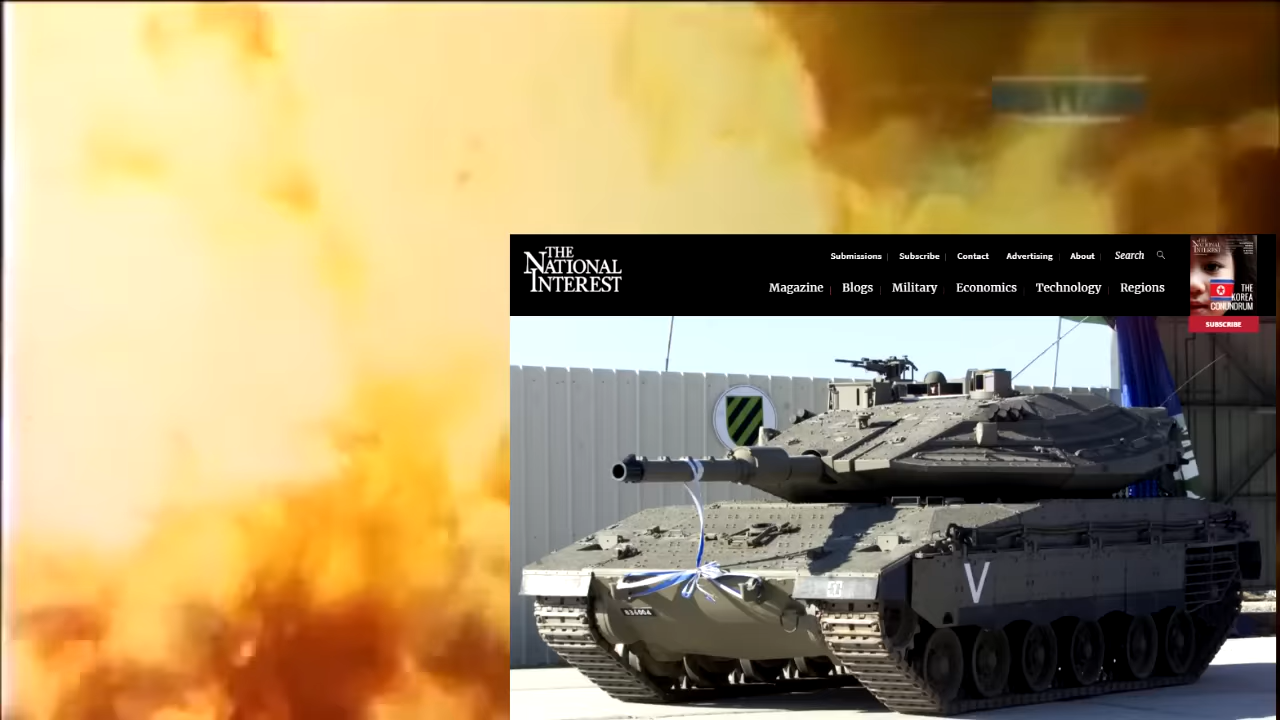 THE
NATIONAL
INTEREST
Submissions Subscribe Contact Advertising About Search
Magazine Blogs Military Economics Technology Regions
THE
KOREA
CONUNDRUM
SUBSCRIBE
V